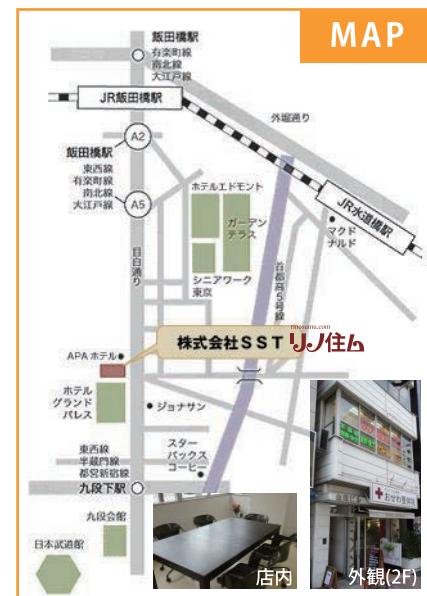 MAP
飯田橋駅
有楽町線
南北線
大江戸線
JR飯田橋駅
外堀通り
A2
飯田橋駅
東西線
有楽町線
南北線
大江戸線
A5
ホテルエドモント
ガーデン
テラス
シニアワーク
東京
JR水道橋駅
マクド
ナルド
目白通り
首都高5号線
rinosumu.com
株式会社SST リノ住ム
APAホテル
ホテル
グランド
パレス
ジョナサン
東西線
半蔵門線
都営新宿線
スター
バックス
コーヒー
九段下駅
九段会館
日本武道館
おせわ整体院
店内
外観(2F)